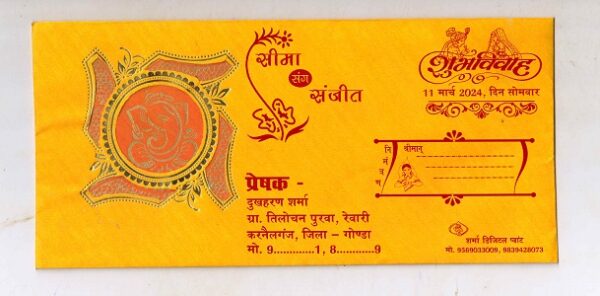 सीमा
संग
संजीत
शुभविवाह
11 मार्च 2024, दिन सोमवार
निमंत्रण
श्रीमान्
प्रेषक -
दुखहरण शर्मा
ग्रा. तिलोचन पुरवा, रेवारी
करनैलगंज, जिला – गोण्डा
मो. 9............1, 8............9
शर्मा डिजिटल प्वांट
मो. 9569033009, 9839428073